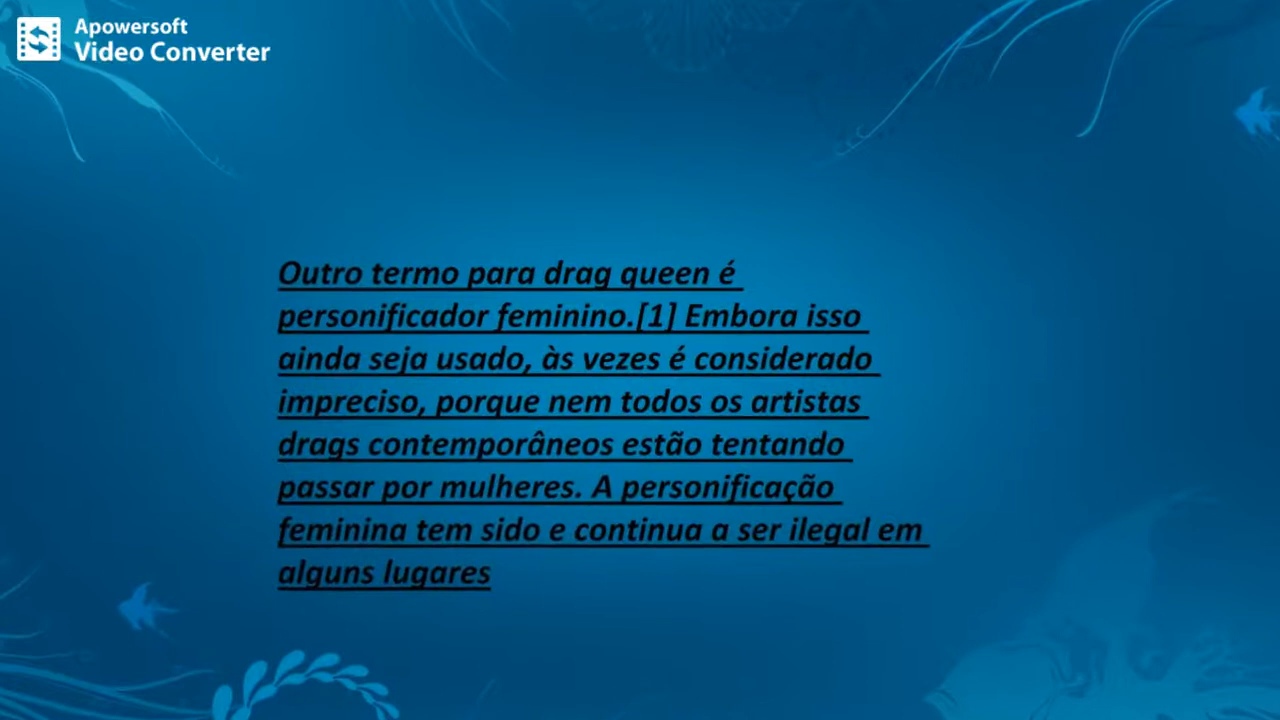 Apowersoft
Video Converter
Outro termo para drag queen é
personificador feminino.[1] Embora isso
ainda seja usado, às vezes é considerado
impreciso, porque nem todos os artistas
drags contemporâneos estão tentando
passar por mulheres. A personificação
feminina tem sido e continua a ser ilegal em
alguns lugares